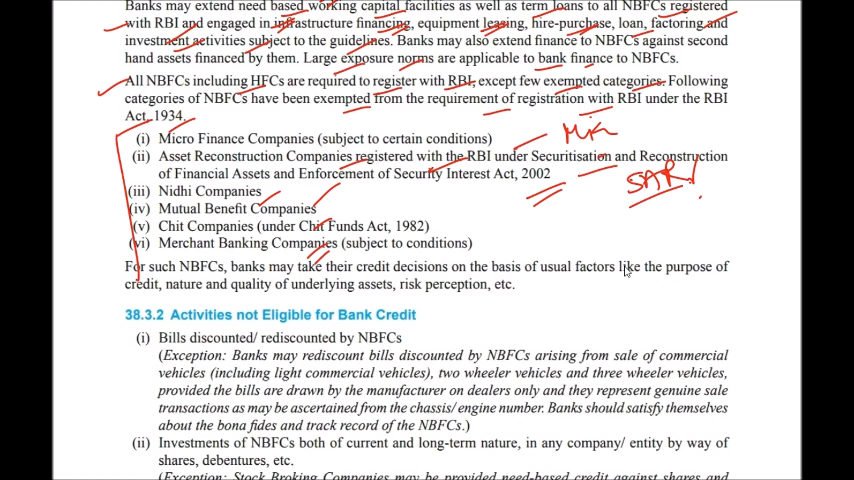 Banks may extend need based working capital facilities as well as term loans to all NBFCs registered
with RBI and engaged in infrastructure financing, equipment leasing, hire-purchase, loan, factoring and
investment activities subject to the guidelines. Banks may also extend finance to NBFCs against second
hand assets financed by them. Large exposure norms are applicable to bank finance to NBFCs.
All NBFCs including HFCs are required to register with RBI, except few exempted categories. Following
categories of NBFCs have been exempted from the requirement of registration with RBI under the RBI
Act, 1934.
(i) Micro Finance Companies (subject to certain conditions)
(ii) Asset Reconstruction Companies registered with the RBI under Securitisation and Reconstruction
of Financial Assets and Enforcement of Security Interest Act, 2002
(iii) Nidhi Companies
(iv) Mutual Benefit Companies
(v) Chit Companies (under Chit Funds Act, 1982)
(vi) Merchant Banking Companies (subject to conditions)
For such NBFCs, banks may take their credit decisions on the basis of usual factors like the purpose of
credit, nature and quality of underlying assets, risk perception, etc.
38.3.2 Activities not Eligible for Bank Credit
(i) Bills discounted/ rediscounted by NBFCs
(Exception: Banks may rediscount bills discounted by NBFCs arising from sale of commercial
vehicles (including light commercial vehicles), two wheeler vehicles and three wheeler vehicles,
provided the bills are drawn by the manufacturer on dealers only and they represent genuine sale
transactions as may be ascertained from the chassis/ engine number. Banks should satisfy themselves
about the bona fides and track record of the NBFCs.)
(ii) Investments of NBFCs both of current and long-term nature, in any company/ entity by way of
shares, debentures, etc.
(Exception: Stock Broking Companies may be provided need-based credit against shares and